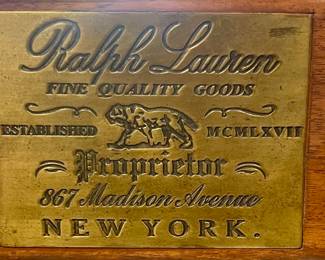 Ralph Lauren
FINE QUALITY GOODS
ESTABLISHED MCMLXVII
Proprietor
867 Madison Avenue
NEW YORK.